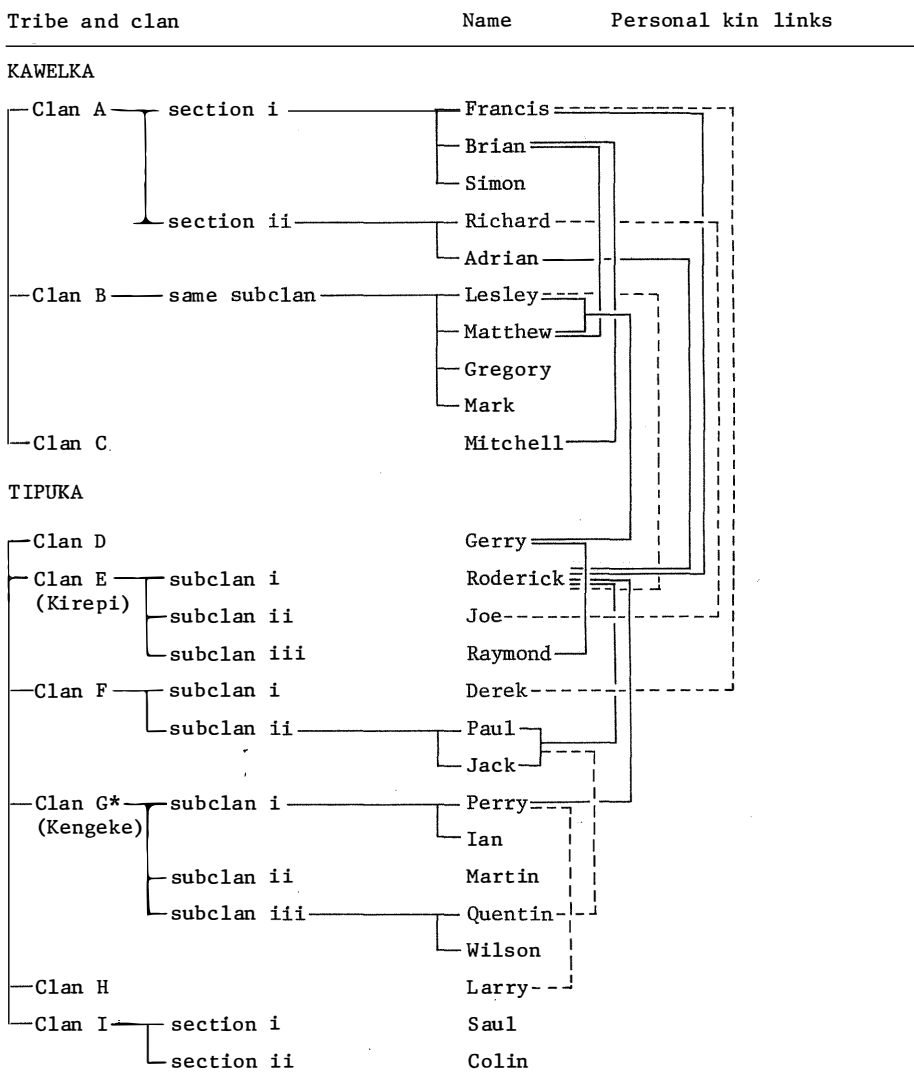 Tribe and clan Name Personal kin links
KAWELKA
Clan A section i Francis
Brian
Simon
section ii Richard
Adrian
Clan B same subclan Lesley
Matthew
Gregory
Mark
Clan C Mitchell
TIPUKA
Clan D Gerry
Clan E subclan i Roderick
(Kirepi)
subclan ii Joe
subclan iii Raymond
Clan F subclan i Derek
subclan ii Paul
Jack
Clan G* subclan i Perry
(Kengeke)
Ian
subclan ii Martin
subclan iii Quentin
Wilson
Clan H Larry
Clan I section i Saul
section ii Colin